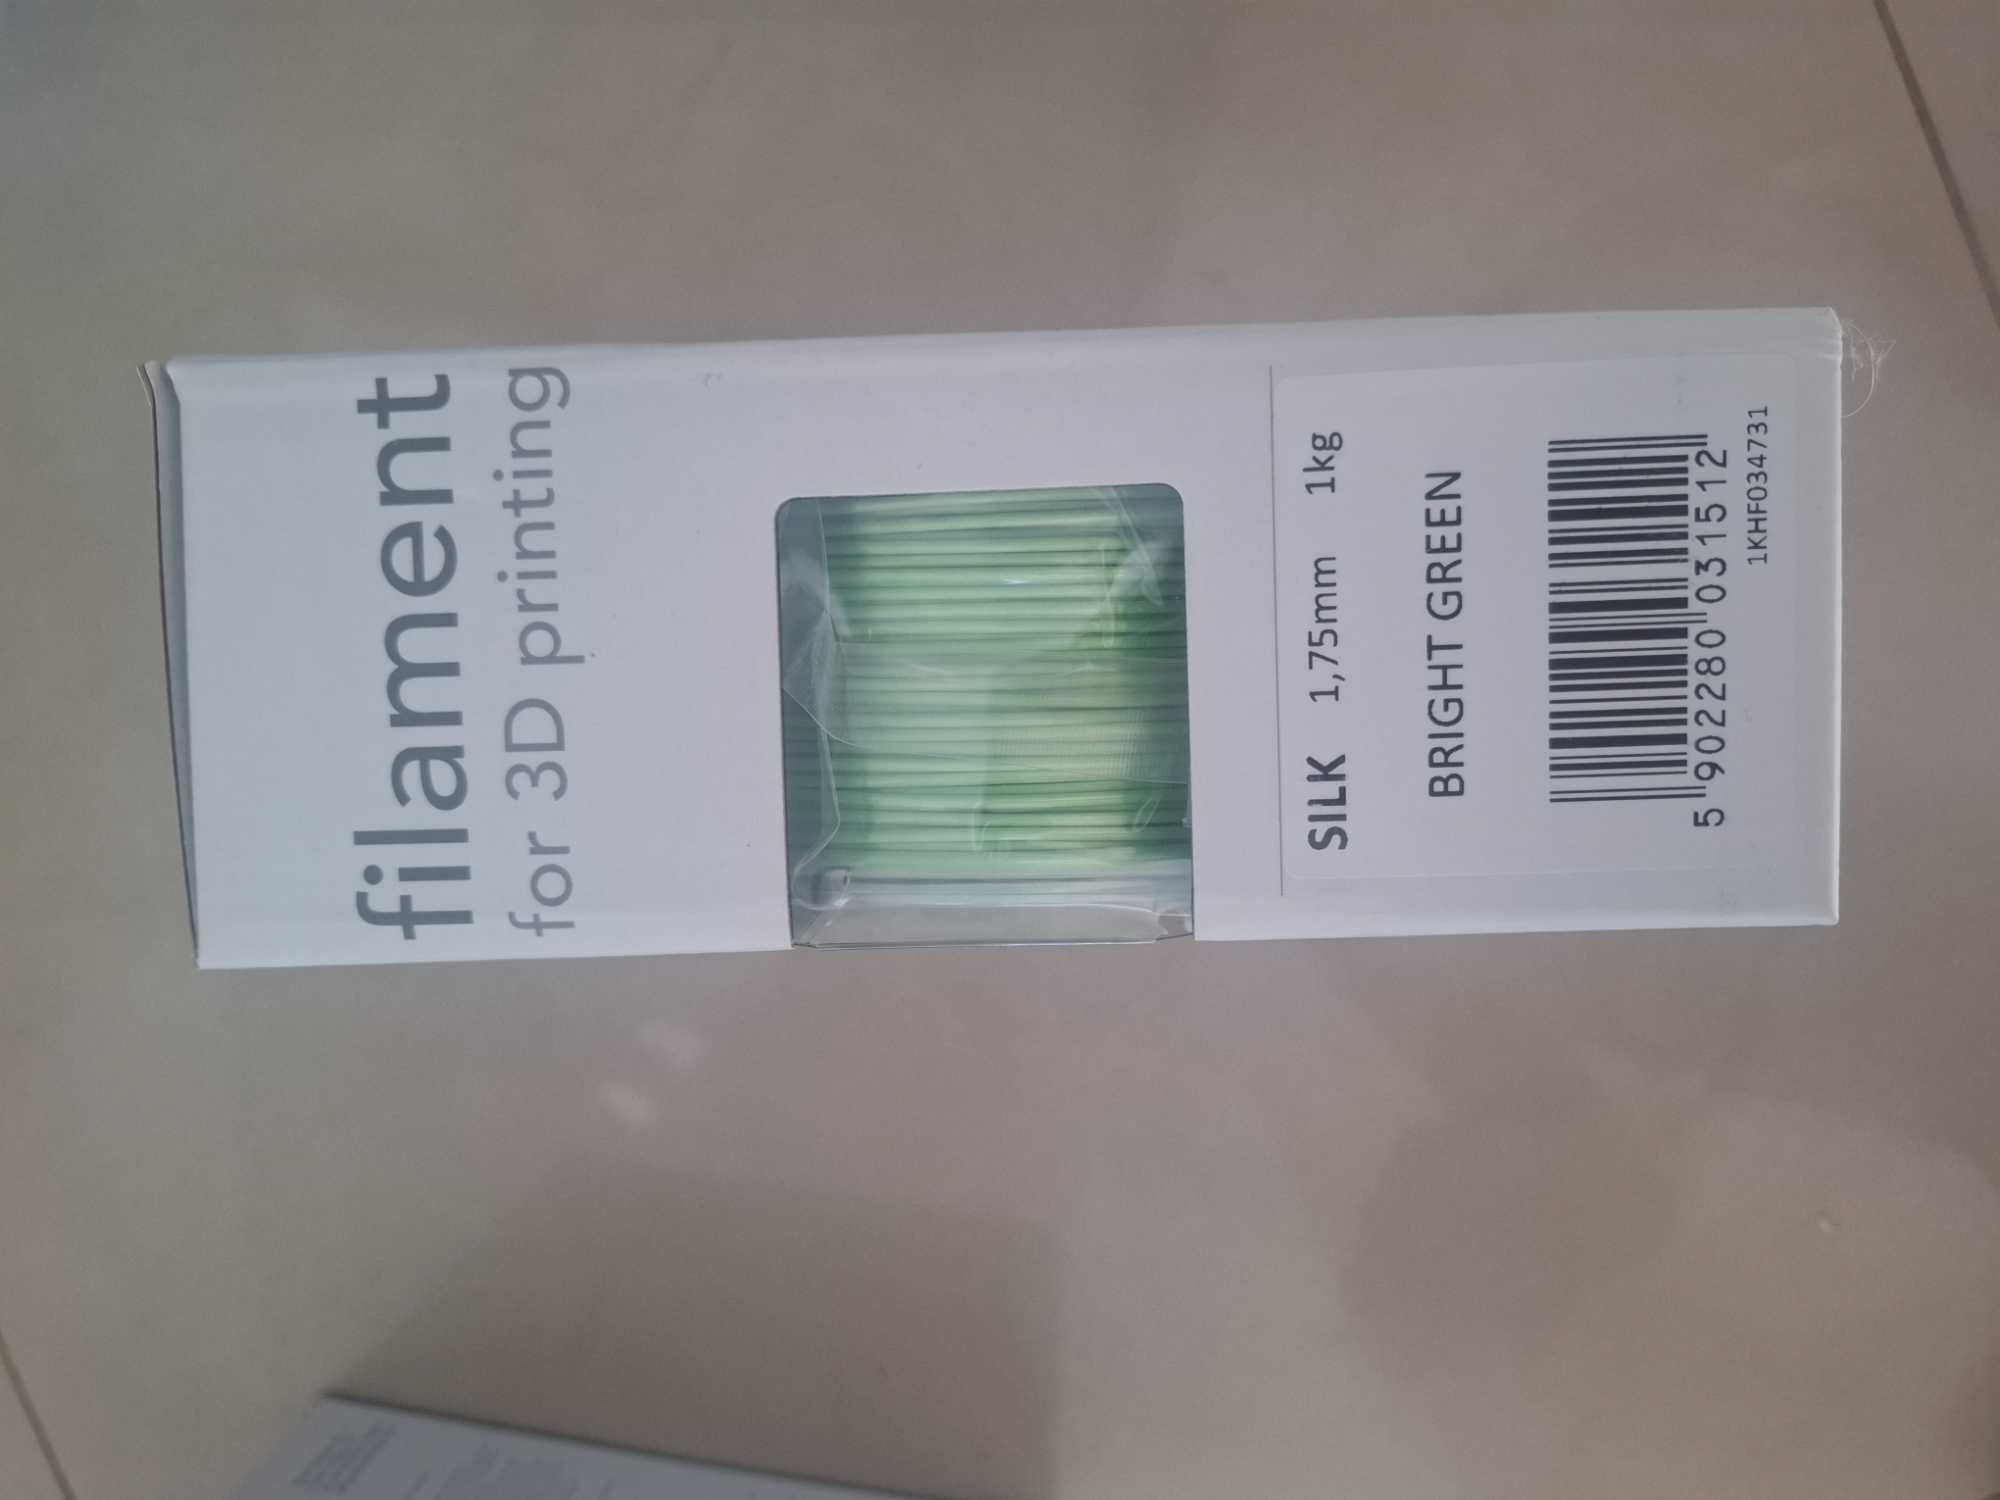 filament
for 3D printing
SILK 1,75mm 1kg
BRIGHT GREEN
5 902280 031512
1KHF034731